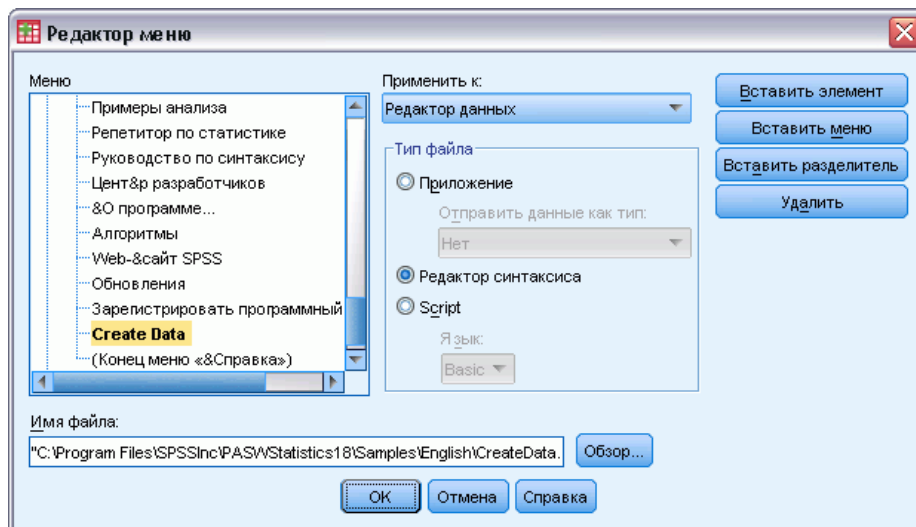 Редактор меню
Меню
Примеры анализа
Репетитор по статистике
Руководство по синтаксису
Цент&р разработчиков
&О программе...
Алгоритмы
Web-&сайт SPSS
Обновления
Зарегистрировать программный
Create Data
(Конец меню «&Справка»)
Применить к:
Редактор данных
Тип файла
Приложение
Отправить данные как тип:
Нет
Редактор синтаксиса
Script
Язык:
Basic
Вставить элемент
Вставить меню
Вставить разделитель
Удалить
Имя файла:
"C:\Program Files\SPSSInc\PASWStatistics18\Samples\English\CreateData.
Обзор...
OK
Отмена
Справка